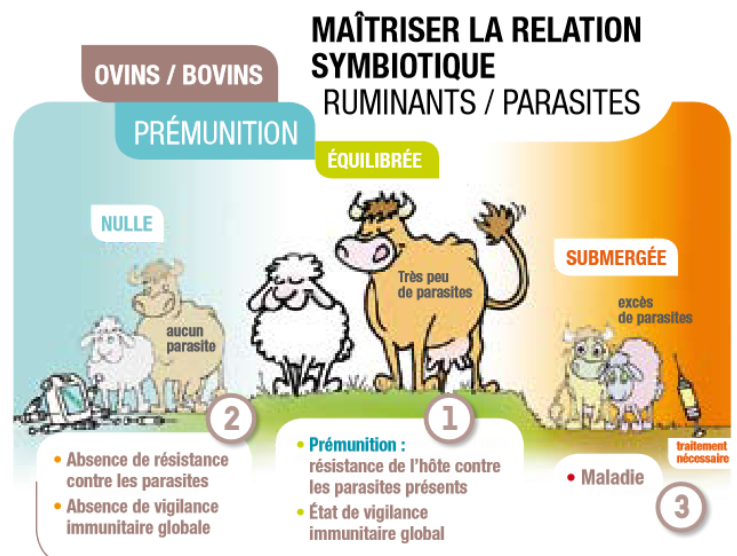 MAÎTRISER LA RELATION
SYMBIOTIQUE
RUMINANTS / PARASITES
OVINS / BOVINS
PRÉMUNITION
ÉQUILIBRÉE
NULLE
SUBMERGÉE
aucun
parasite
Très peu
de parasites
excès
de parasites
2
• Absence de résistance
contre les parasites
• Absence de vigilance
immunitaire globale
1
• Prémunition :
résistance de l’hôte contre
les parasites présents
• État de vigilance
immunitaire global
traitement
nécessaire
• Maladie
3